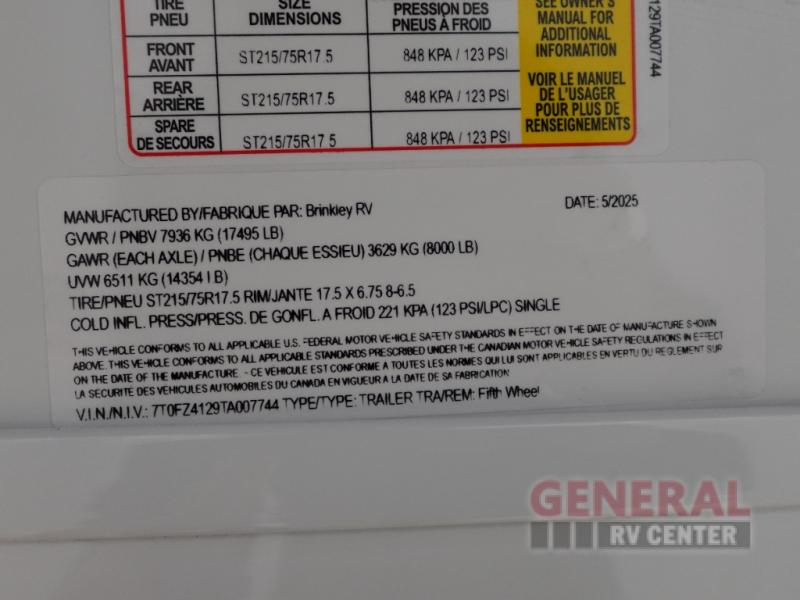 TIRE SIZE PRESSION DES SEE OWNER'S
PNEU DIMENSIONS PNEUS À FROID MANUAL FOR
ADDITIONAL
INFORMATION
FRONT ST215/75R17.5 848 KPA / 123 PSI
AVANT
REAR ST215/75R17.5 848 KPA / 123 PSI
ARRIÈRE
SPARE ST215/75R17.5 848 KPA / 123 PSI
DE SECOURS
VOIR LE MANUEL
DE L'USAGER
POUR PLUS DE
RENSEIGNEMENTS
4129TA007744
MANUFACTURED BY/FABRIQUE PAR: Brinkley RV DATE: 5/2025
GVWR / PNBV 7936 KG (17495 LB)
GAWR (EACH AXLE) / PNBE (CHAQUE ESSIEU) 3629 KG (8000 LB)
UVW 6511 KG (14354 LB)
TIRE/PNEU ST215/75R17.5 RIM/JANTE 17.5 X 6.75 8-6.5
COLD INFL. PRESS/PRESS. DE GONFL. A FROID 221 KPA (123 PSI/LPC) SINGLE
THIS VEHICLE CONFORMS TO ALL APPLICABLE U.S. FEDERAL MOTOR VEHICLE SAFETY STANDARDS IN EFFECT ON THE DATE OF MANUFACTURE SHOWN
ABOVE. THIS VEHICLE CONFORMS TO ALL APPLICABLE STANDARDS PRESCRIBED UNDER THE CANADIAN MOTOR VEHICLE SAFETY REGULATIONS IN EFFECT
ON THE DATE OF THE MANUFACTURE. - CE VEHICULE EST CONFORME A TOUTES LES NORMES QUI LUI SONT APPLICABLES EN VERTU DU REGLEMENT SUR
LA SECURITE DES VEHICULES AUTOMOBILES DU CANADA EN VIGUEUR A LA DATE DE SA FABRICATION
V.I.N./N.I.V.: 7T0FZ4129TA007744 TYPE/TYPE: TRAILER TRA/REM: Fifth Wheel
GENERAL
RV CENTER